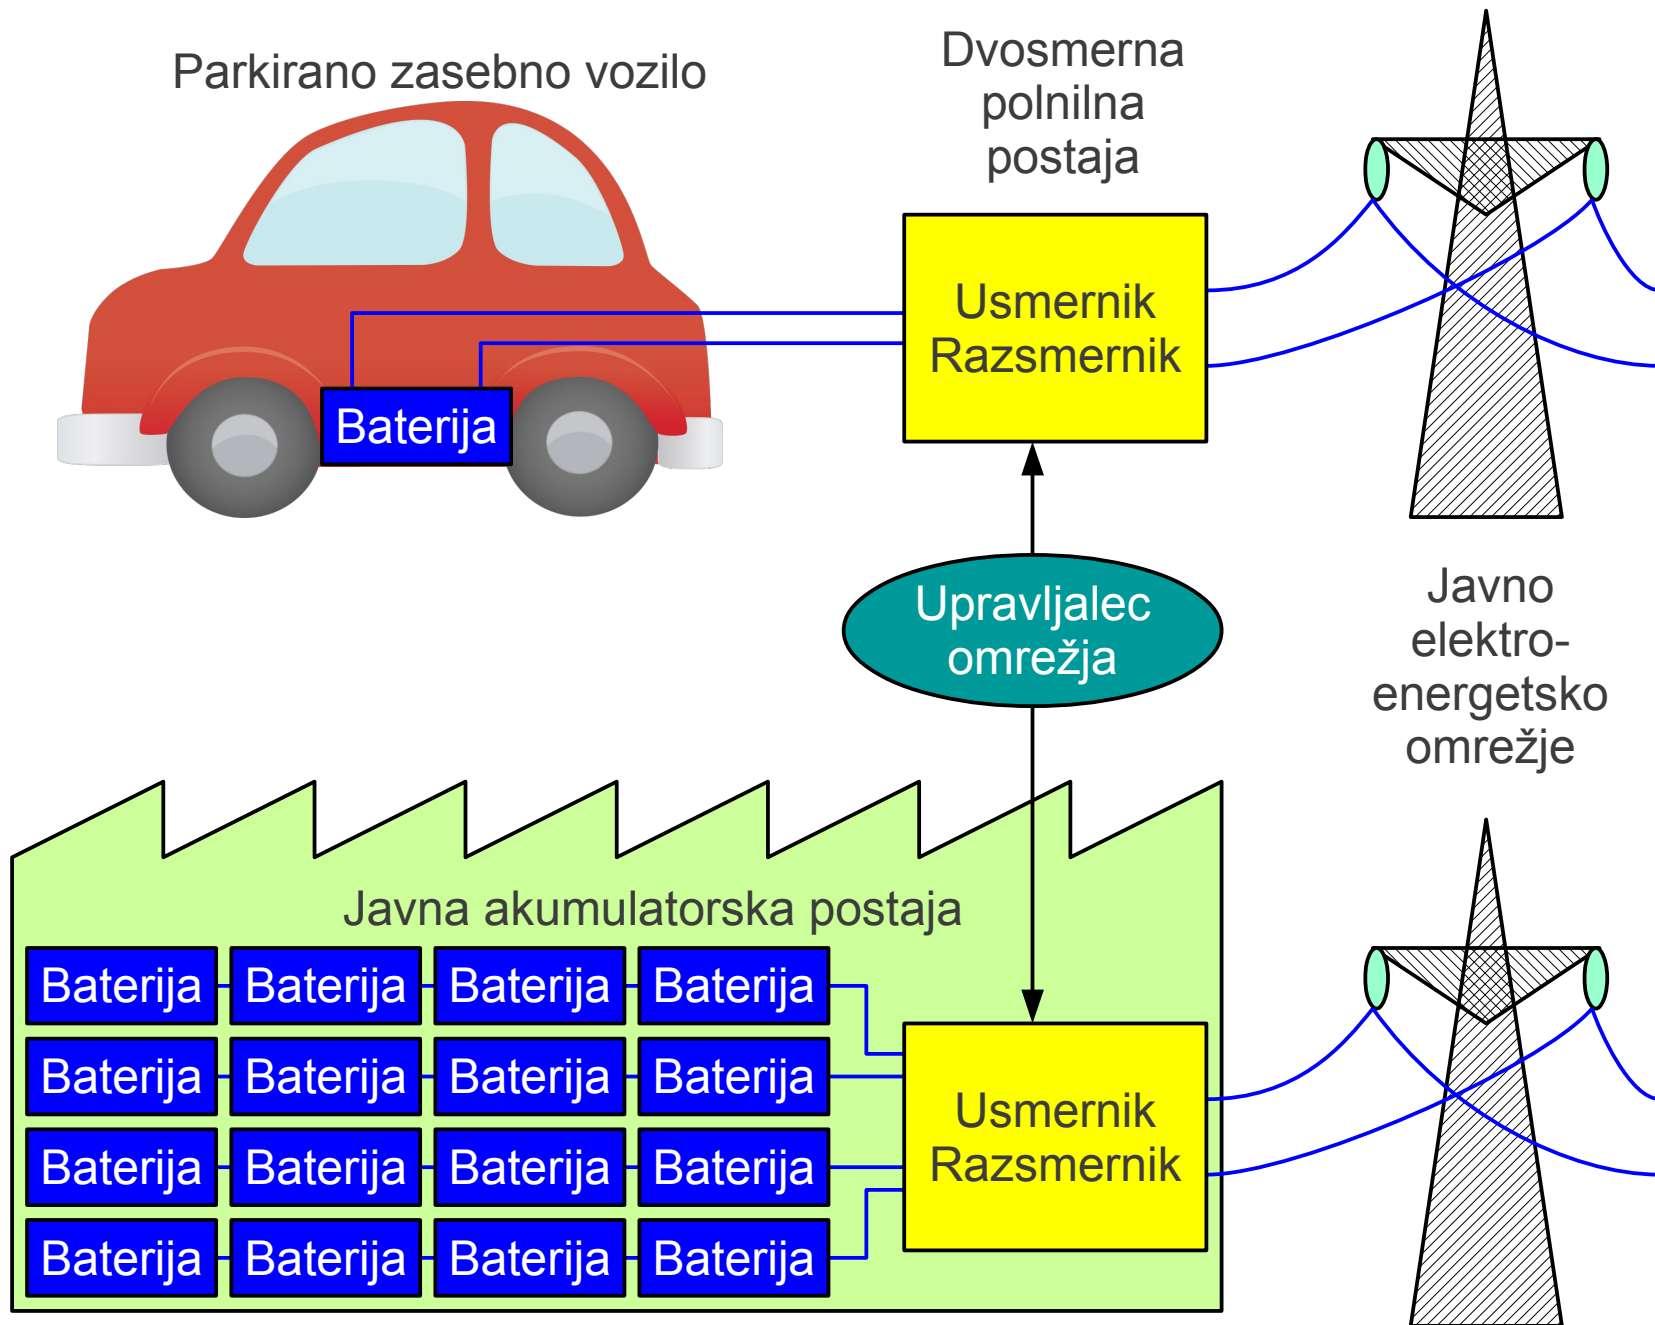 Parkirano zasebno vozilo
Dvosmerna
polnilna
postaja
Usmernik
Razsmernik
Baterija
Upravljalec
omrežja
Javno
elektro-
energetsko
omrežje
Javna akumulatorska postaja
Baterija Baterija Baterija Baterija
Baterija Baterija Baterija Baterija
Baterija Baterija Baterija Baterija
Baterija Baterija Baterija Baterija
Usmernik
Razsmernik